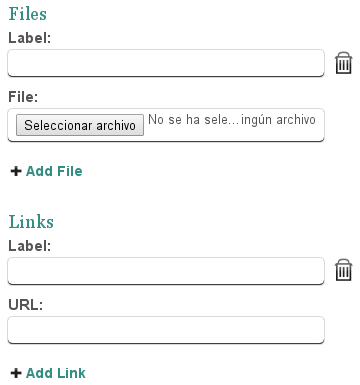 Files
Label:
File:
Seleccionar archivo No se ha sele...ingún archivo
+ Add File
Links
Label:
URL:
+ Add Link